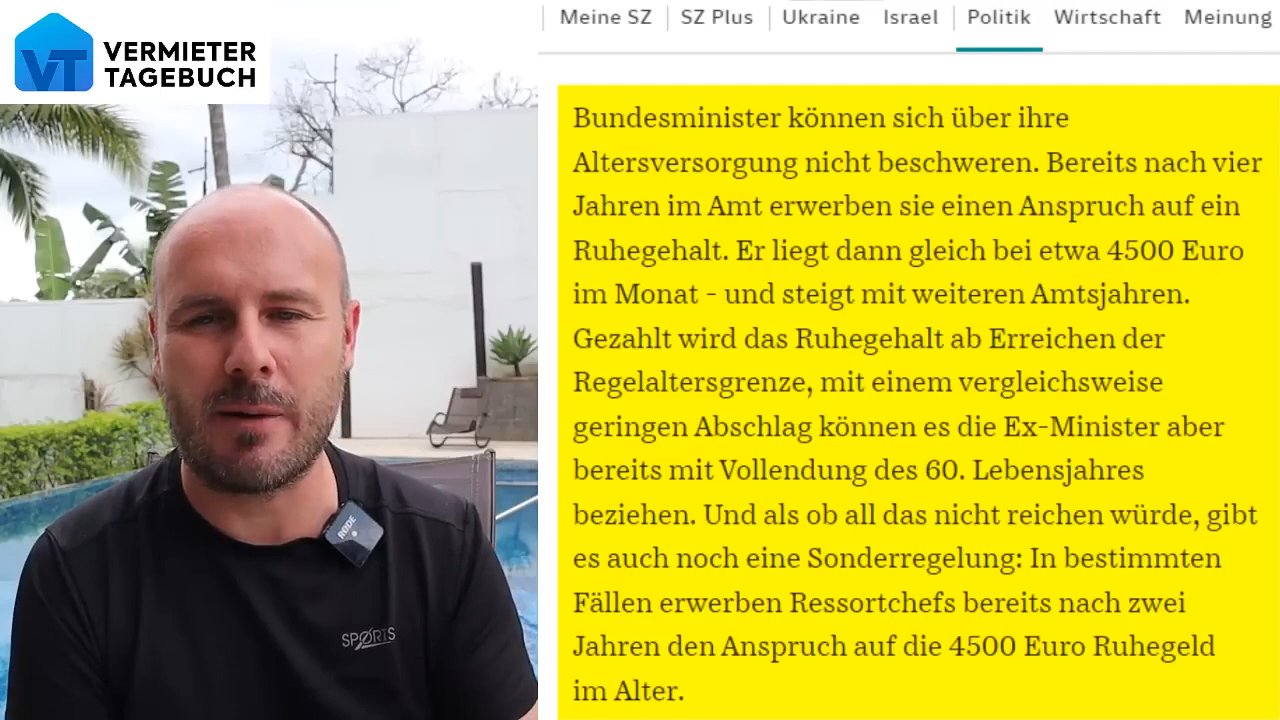 VERMIETER
TAGEBUCH
VT
Meine SZ
SZ Plus
Ukraine
Israel
Politik
Wirtschaft
Meinung
Bundesminister können sich über ihre
Altersversorgung nicht beschweren. Bereits nach vier
Jahren im Amt erwerben sie einen Anspruch auf ein
Ruhegehalt. Er liegt dann gleich bei etwa 4500 Euro
im Monat - und steigt mit weiteren Amtsjahren.
Gezahlt wird das Ruhegehalt ab Erreichen der
Regelaltersgrenze, mit einem vergleichsweise
geringen Abschlag können es die Ex-Minister aber
bereits mit Vollendung des 60. Lebensjahres
beziehen. Und als ob all das nicht reichen würde, gibt
es auch noch eine Sonderregelung: In bestimmten
Fällen erwerben Ressortchefs bereits nach zwei
Jahren den Anspruch auf die 4500 Euro Ruhegeld
im Alter.
RØDE
SPØRTS